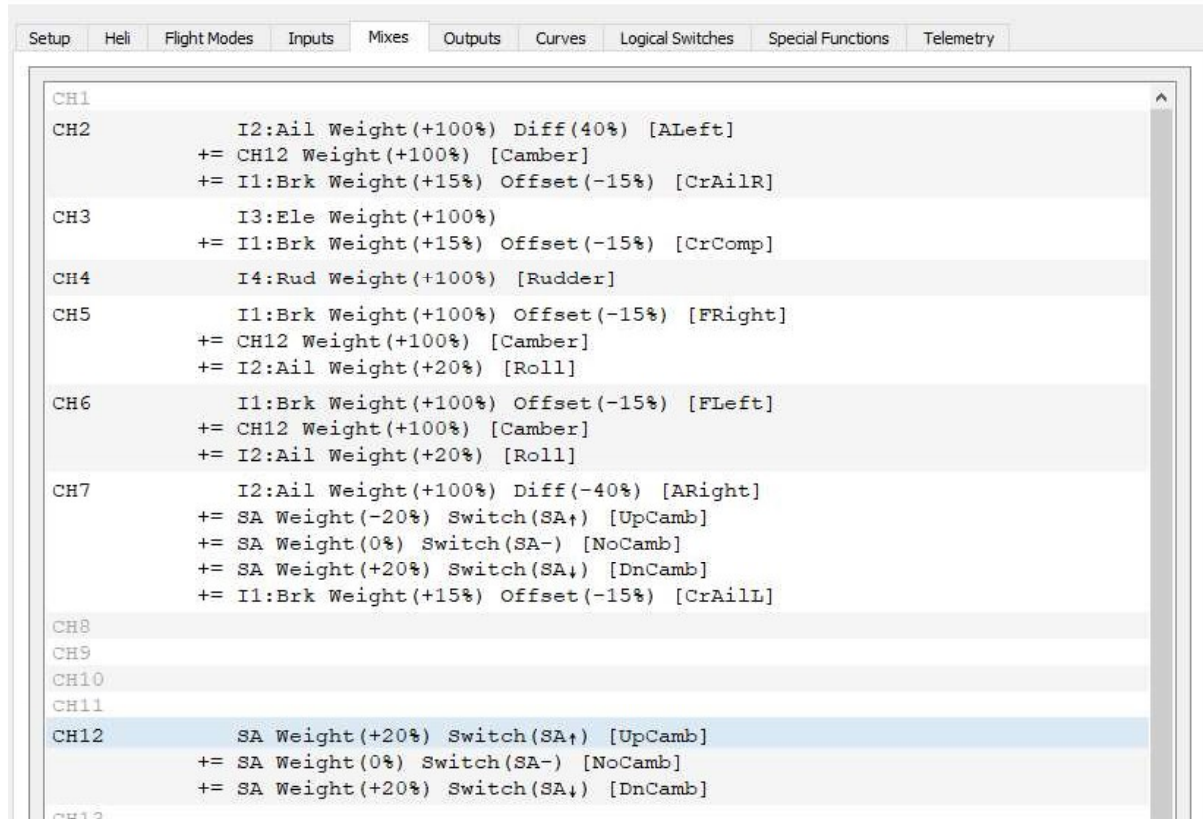 Setup Heli Flight Modes Inputs Mixes Outputs Curves Logical Switches Special Functions Telemetry
CH1
CH2 I2:Ail Weight(+100%) Diff(40%) [ALeft]
+= CH12 Weight(+100%) [Camber]
+= I1:Brk Weight(+15%) Offset(-15%) [CrAilR]
CH3 I3:Ele Weight(+100%)
+= I1:Brk Weight(+15%) Offset(-15%) [CrComp]
CH4 I4:Rud Weight(+100%) [Rudder]
CH5 I1:Brk Weight(+100%) Offset(-15%) [FRight]
+= CH12 Weight(+100%) [Camber]
+= I2:Ail Weight(+20%) [Roll]
CH6 I1:Brk Weight(+100%) Offset(-15%) [FLeft]
+= CH12 Weight(+100%) [Camber]
+= I2:Ail Weight(+20%) [Roll]
CH7 I2:Ail Weight(+100%) Diff(-40%) [ARight]
+= SA Weight(-20%) Switch(SA↑) [UpCamb]
+= SA Weight(0%) Switch(SA-) [NoCamb]
+= SA Weight(+20%) Switch(SA↓) [DnCamb]
+= I1:Brk Weight(+15%) Offset(-15%) [CrAilL]
CH8
CH9
CH10
CH11
CH12 SA Weight(+20%) Switch(SA↑) [UpCamb]
+= SA Weight(0%) Switch(SA-) [NoCamb]
+= SA Weight(+20%) Switch(SA↓) [DnCamb]
CH13